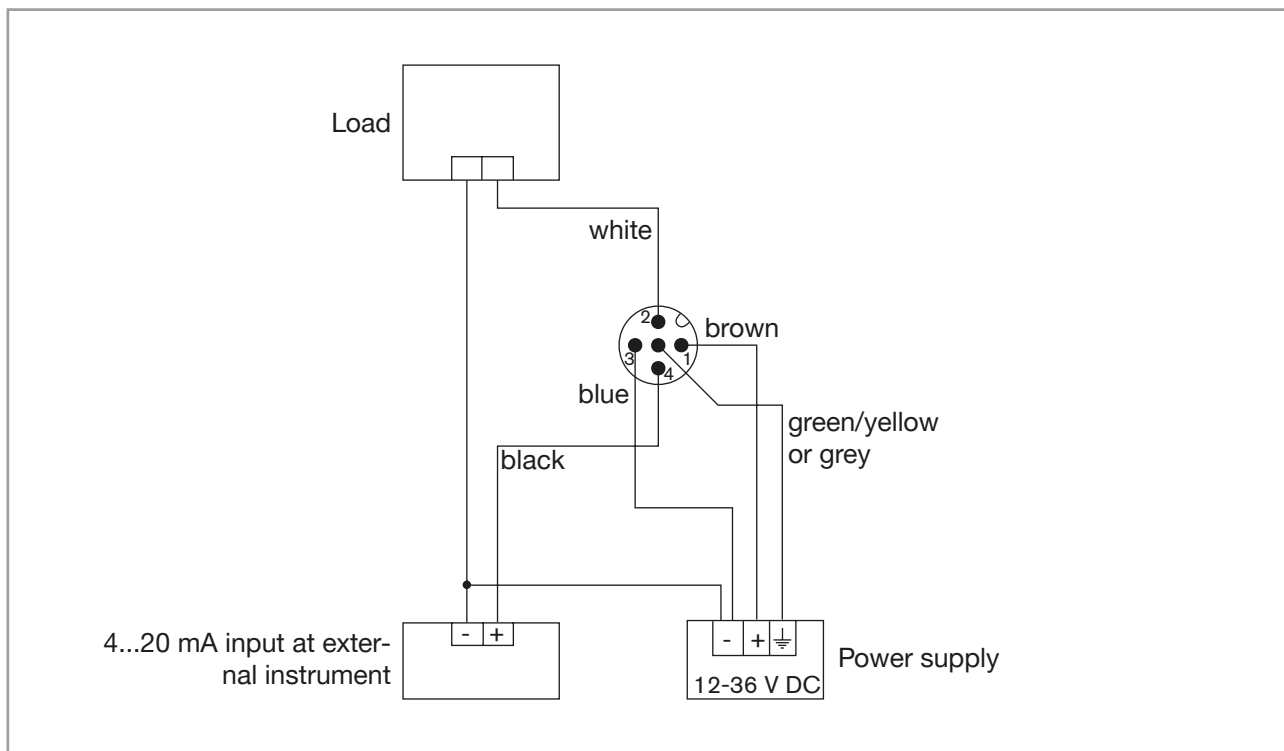 Load
white
2
brown
3
1
4
blue
green/yellow
or grey
black
- +
4...20 mA input at exter-
nal instrument
- +
12-36 V DC
Power supply